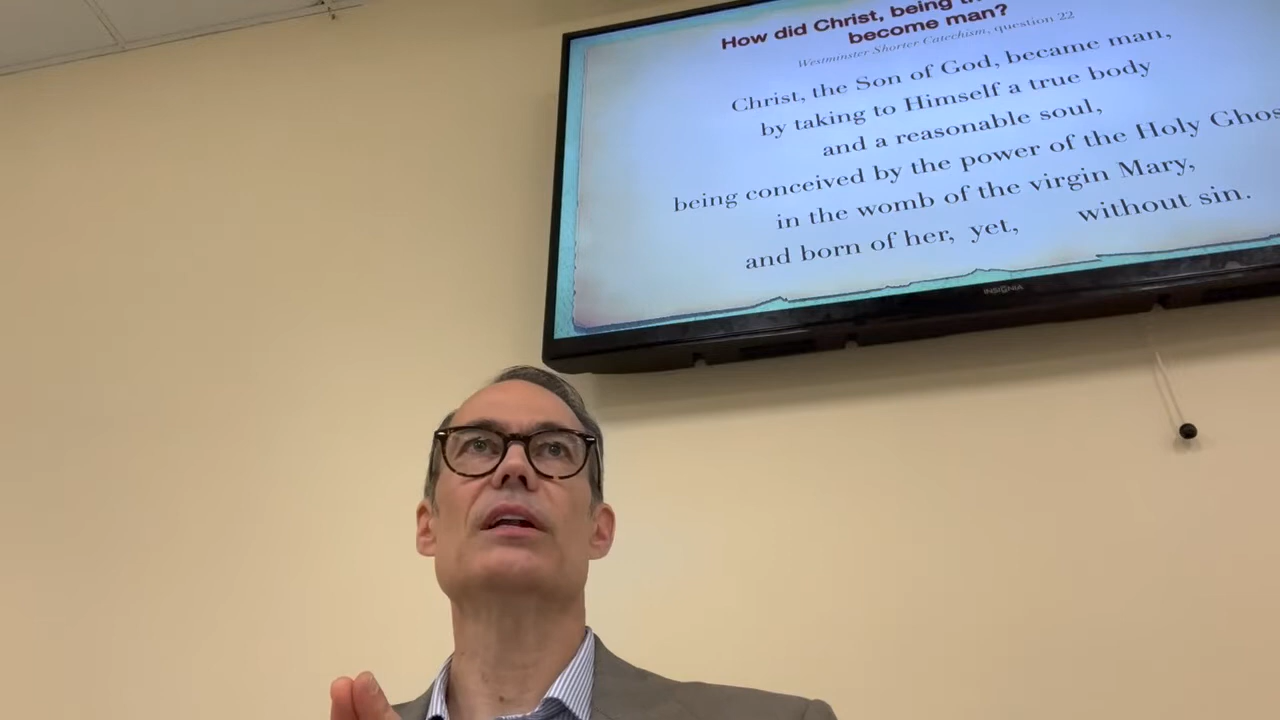 How did Christ, being
become man?
Westminster Shorter Catechism, question 22
Christ, the Son of God, became man,
by taking to Himself a true body
and a reasonable soul,
being conceived by the power of the Holy Ghos
in the womb of the virgin Mary,
and born of her, yet, without sin.
INSIGNIA